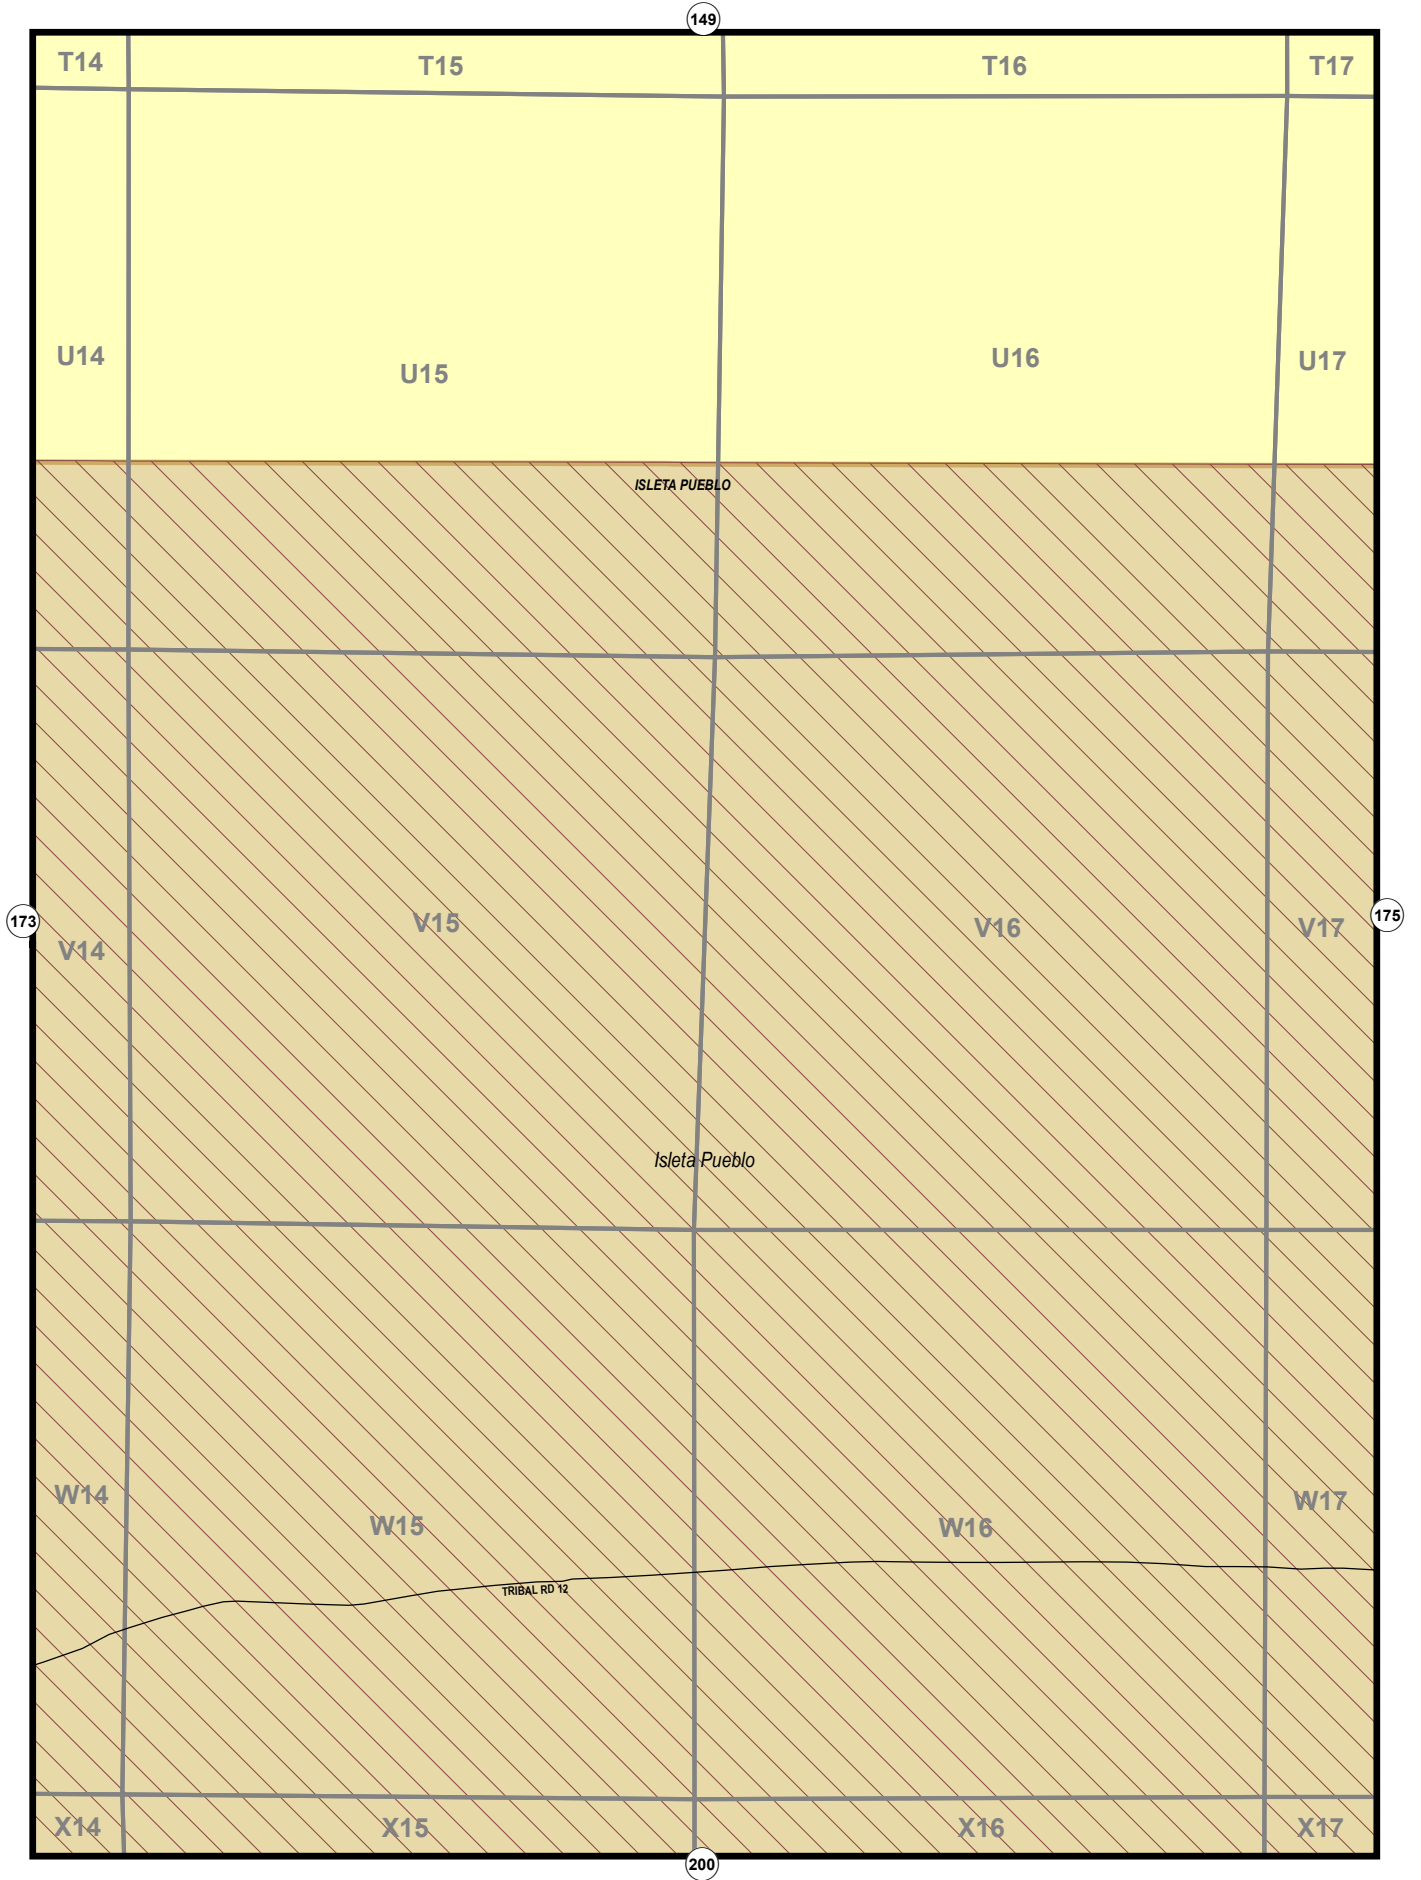 149
T14 T15 T16 T17
U14 U15 U16 U17
ISLETA PUEBLO
173 V14 V15 V16 V17 175
Isleta Pueblo
W14 W15 W16 W17
TRIBAL RD 12
X14 X15 X16 X17
200